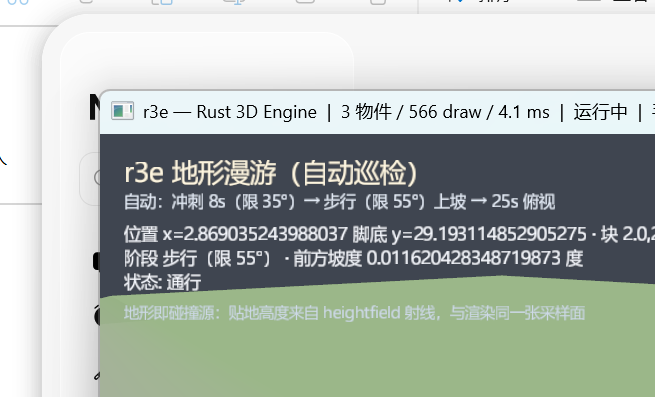 r3e — Rust 3D Engine | 3 物件 / 566 draw / 4.1 ms | 运行中 |
r3e 地形漫游（自动巡检）
自动：冲刺 8s（限 35°）→ 步行（限 55°）上坡 → 25s 俯视
位置 x=2.869035243988037 脚底 y=29.193114852905275 · 块 2.0,2
阶段 步行（限 55°） · 前方坡度 0.011620428348719873 度
状态: 通行
地形即碰撞源：贴地高度来自 heightfield 射线，与渲染同一张采样面